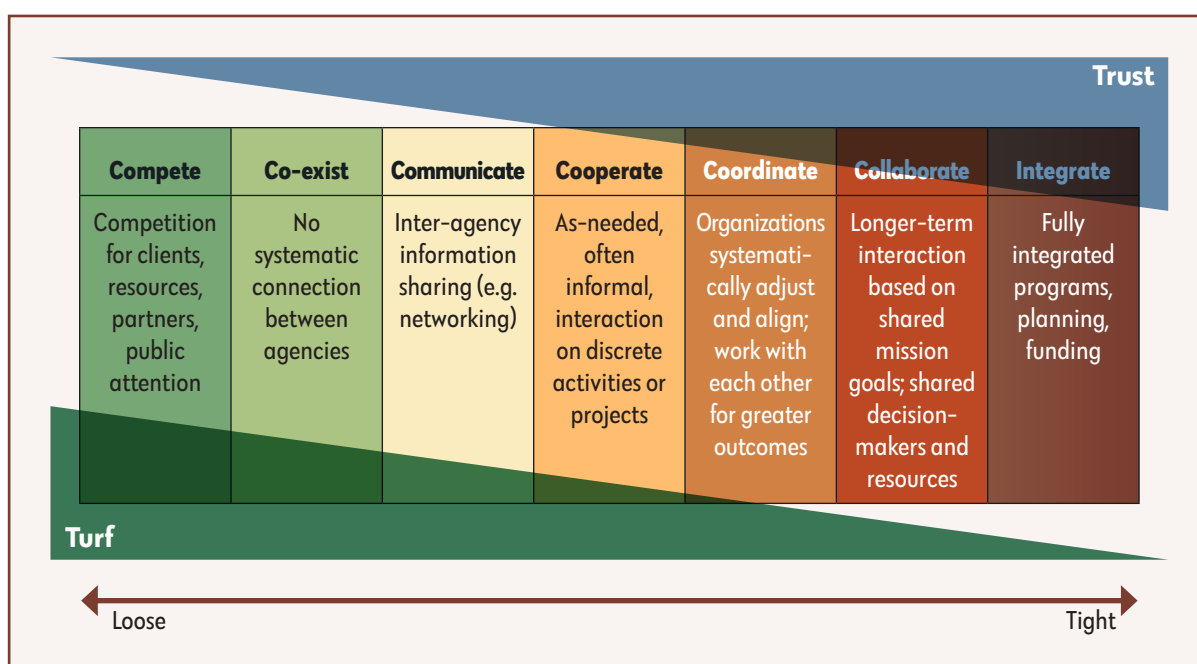 Trust
Compete
Competition
for clients,
resources,
partners,
public
attention
Co-exist
No
systematic
connection
between
agencies
Communicate
Inter-agency
information
sharing (e.g.
networking)
Cooperate
As-needed,
often
informal,
interaction
on discrete
activities or
projects
Coordinate
Organizations
systemati-
cally adjust
and align;
work with
each other
for greater
outcomes
Collaborate
Longer-term
interaction
based on
shared
mission
goals; shared
decision-
makers and
resources
Integrate
Fully
integrated
programs,
planning,
funding
Turf
Loose
Tight